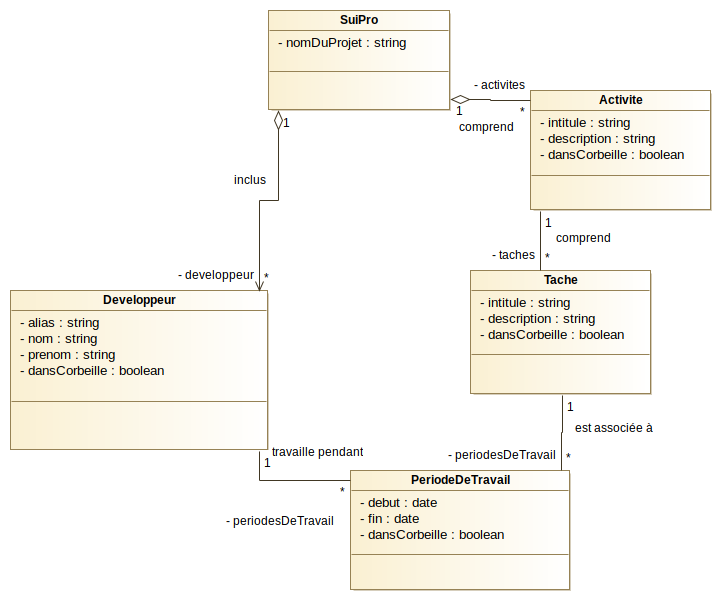 SuiPro
- nomDuProjet : string
- activites
1
*
comprend
1
Activite
- intitule : string
- description : string
- dansCorbeille : boolean
inclus
1
comprend
- taches
*
- developpeur
*
Tache
- intitule : string
- description : string
- dansCorbeille : boolean
Developpeur
- alias : string
- nom : string
- prenom : string
- dansCorbeille : boolean
1
est associée à
- periodesDeTravail
*
travaille pendant
1
*
- periodesDeTravail
PeriodeDeTravail
- debut : date
- fin : date
- dansCorbeille : boolean